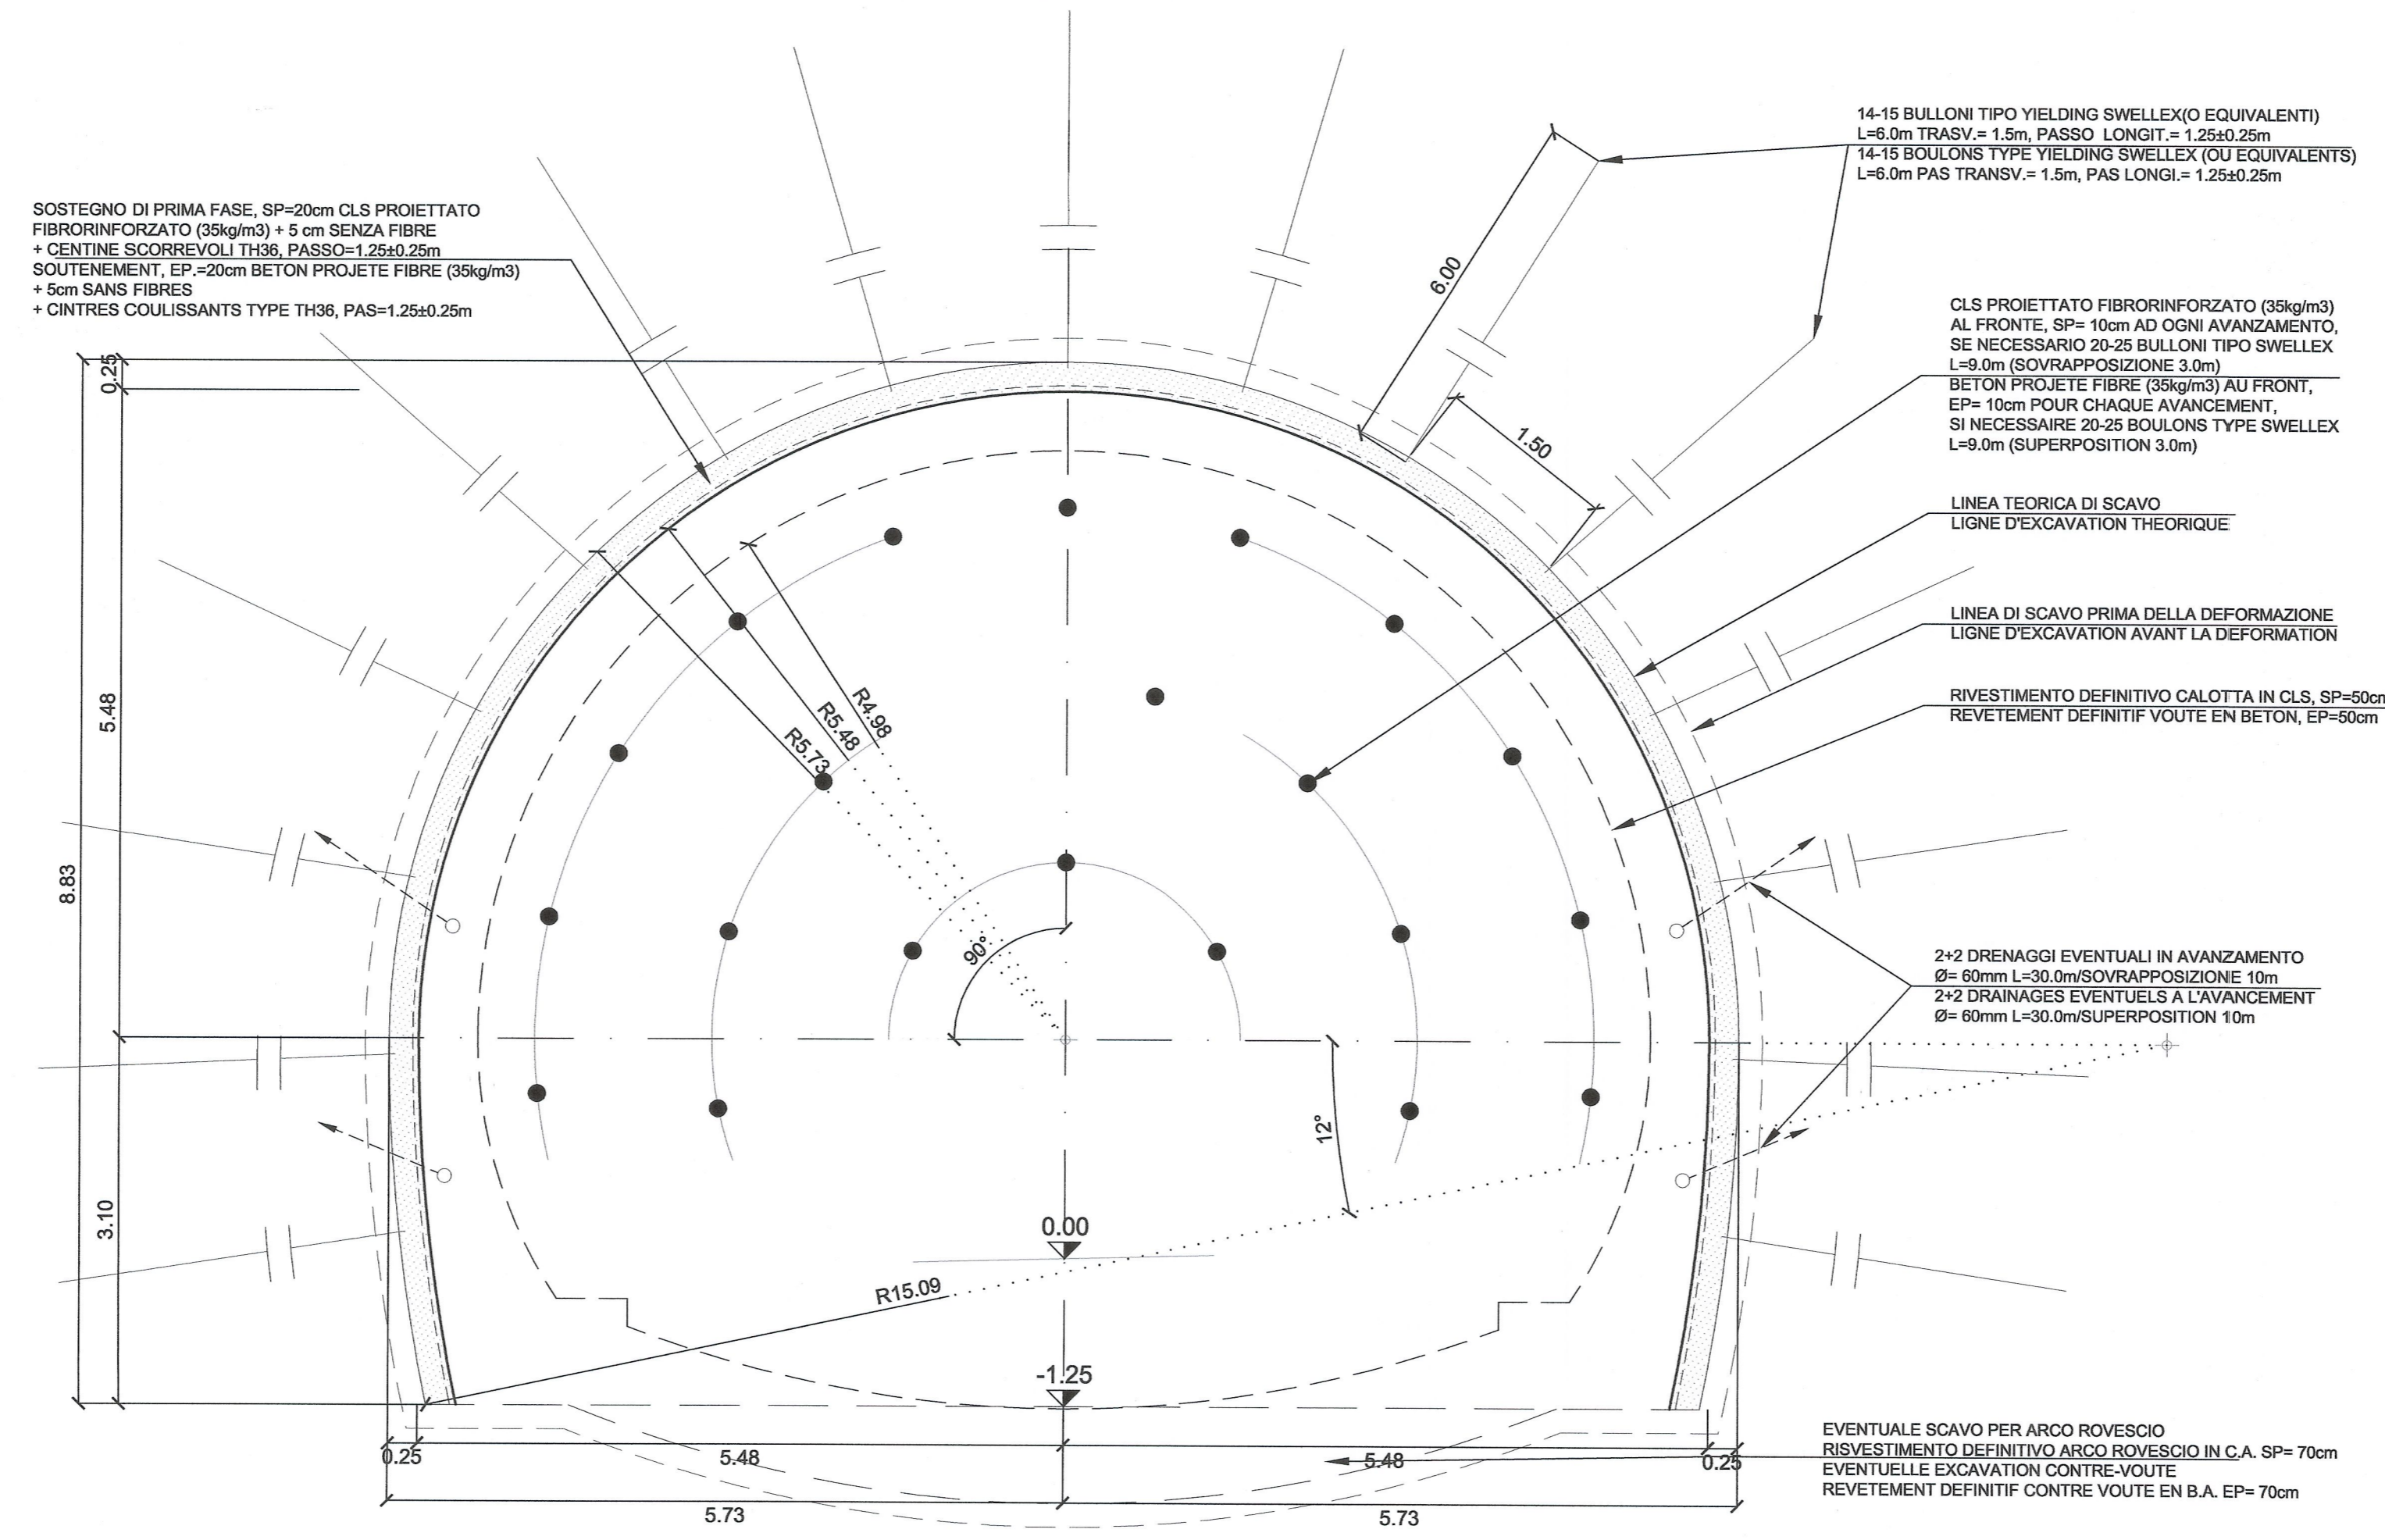 14-15 BULLONI TIPO YIELDING SWELLEX(O EQUIVALENTI)
L=6.0m TRASV.= 1.5m, PASSO LONGIT.= 1.25±0.25m
14-15 BOULONS TYPE YIELDING SWELLEX (OU EQUIVALENTS)
L=6.0m PAS TRANSV.= 1.5m, PAS LONGI.= 1.25±0.25m
SOSTEGNO DI PRIMA FASE, SP=20cm CLS PROIETTATO
FIBRORINFORZATO (35kg/m3) + 5 cm SENZA FIBRE
+ CENTINE SCORREVOLI TH36, PASSO=1.25±0.25m
SOUTENEMENT, EP.=20cm BETON PROJETE FIBRE (35kg/m3)
+ 5cm SANS FIBRES
+ CINTRES COULISSANTS TYPE TH36, PAS=1.25±0.25m
6.00
CLS PROIETTATO FIBRORINFORZATO (35kg/m3)
AL FRONTE, SP= 10cm AD OGNI AVANZAMENTO,
SE NECESSARIO 20-25 BULLONI TIPO SWELLEX
L=9.0m (SOVRAPPOSIZIONE 3.0m)
BETON PROJETE FIBRE (35kg/m3) AU FRONT,
EP= 10cm POUR CHAQUE AVANCEMENT,
SI NECESSAIRE 20-25 BOULONS TYPE SWELLEX
L=9.0m (SUPERPOSITION 3.0m)
0.25
1.50
LINEA TEORICA DI SCAVO
LIGNE D'EXCAVATION THEORIQUE
LINEA DI SCAVO PRIMA DELLA DEFORMAZIONE
LIGNE D'EXCAVATION AVANT LA DEFORMATION
RIVESTIMENTO DEFINITIVO CALOTTA IN CLS, SP=50cm
REVETEMENT DEFINITIF VOUTE EN BETON, EP=50cm
5.48
R4.98
R5.48
R5.73
8.83
90°
2+2 DRENAGGI EVENTUALI IN AVANZAMENTO
Ø= 60mm L=30.0m/SOVRAPPOSIZIONE 10m
2+2 DRAINAGES EVENTUELS A L'AVANCEMENT
Ø= 60mm L=30.0m/SUPERPOSITION 10m
12°
3.10
0.00
R15.09
-1.25
EVENTUALE SCAVO PER ARCO ROVESCIO
RISVESTIMENTO DEFINITIVO ARCO ROVESCIO IN C.A. SP= 70cm
EVENTUELLE EXCAVATION CONTRE-VOUTE
REVETEMENT DEFINITIF CONTRE VOUTE EN B.A. EP= 70cm
0.25
5.48
5.48
0.25
5.73
5.73